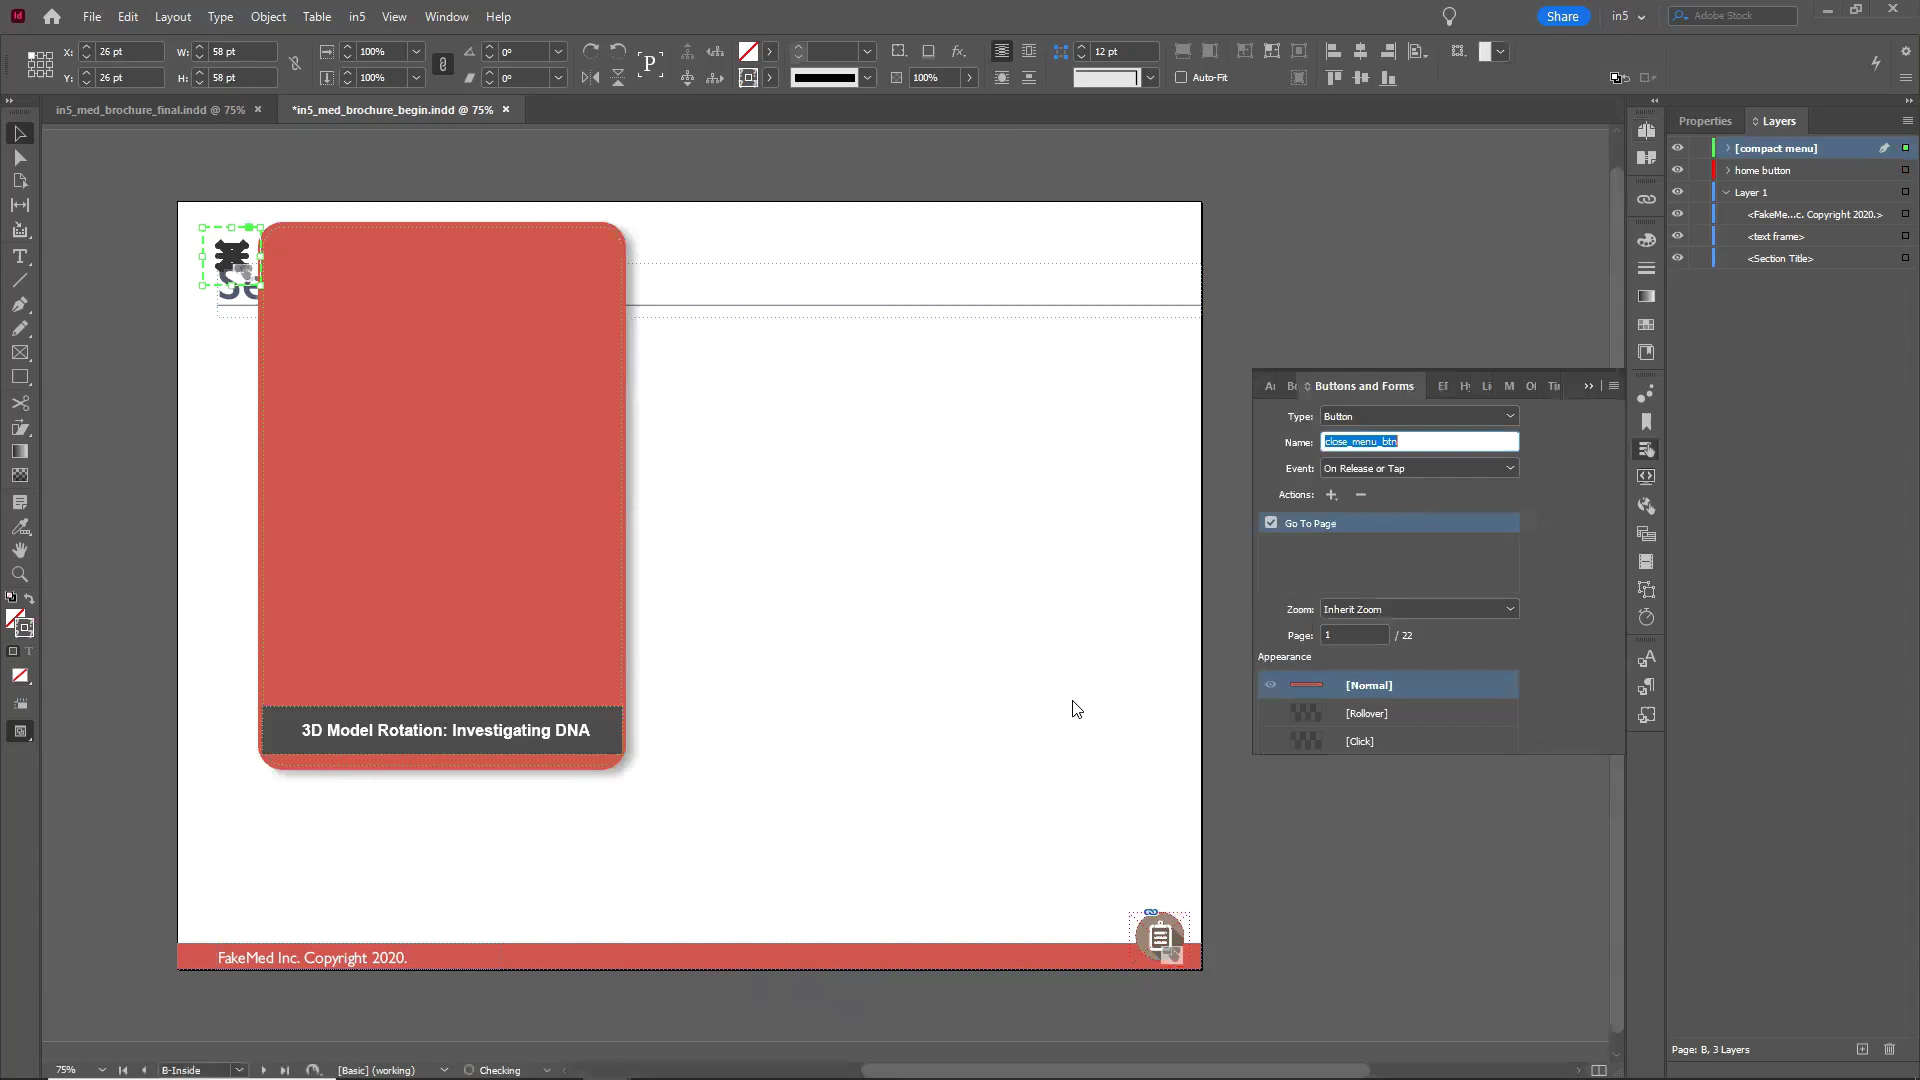 File Edit Layout Type Object Table in5 View Window Help
Share
in5
Adobe Stock
X: 26 pt
W: 58 pt
100%
0°
12 pt
Y: 26 pt
H: 58 pt
100%
0°
100%
Auto-Fit
in5_med_brochure_final.indd @ 75%
*in5_med_brochure_begin.indd @ 75%
Properties
Layers
[compact menu]
home button
Layer 1
<FakeMe...c. Copyright 2020.>
<text frame>
<Section Title>
Buttons and Forms
Type: Button
Name: close_menu_btn
Event: On Release or Tap
Actions:
Go To Page
Zoom: Inherit Zoom
Page: 1 / 22
Appearance
[Normal]
[Rollover]
[Click]
3D Model Rotation: Investigating DNA
FakeMed Inc. Copyright 2020.
75%
B-Inside
[Basic] (working)
Checking
Page: B, 3 Layers